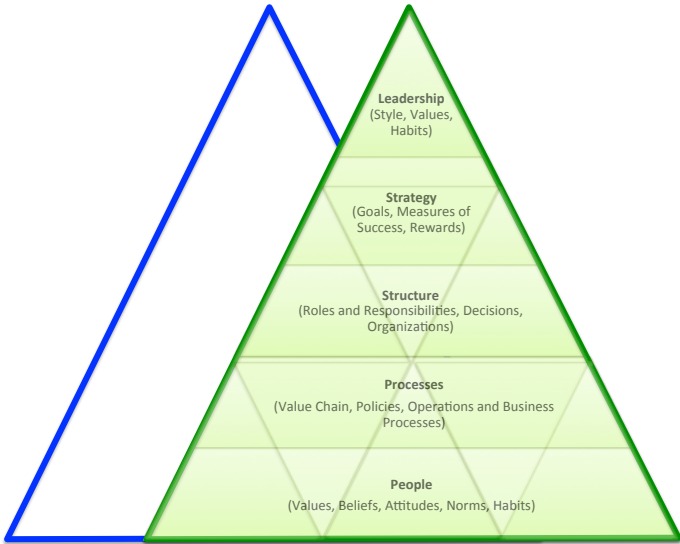 Leadership
(Style, Values,
Habits)
Strategy
(Goals, Measures of
Success, Rewards)
Structure
(Roles and Responsibilities, Decisions,
Organizations)
Processes
(Value Chain, Policies, Operations and Business
Processes)
People
(Values, Beliefs, Attitudes, Norms, Habits)